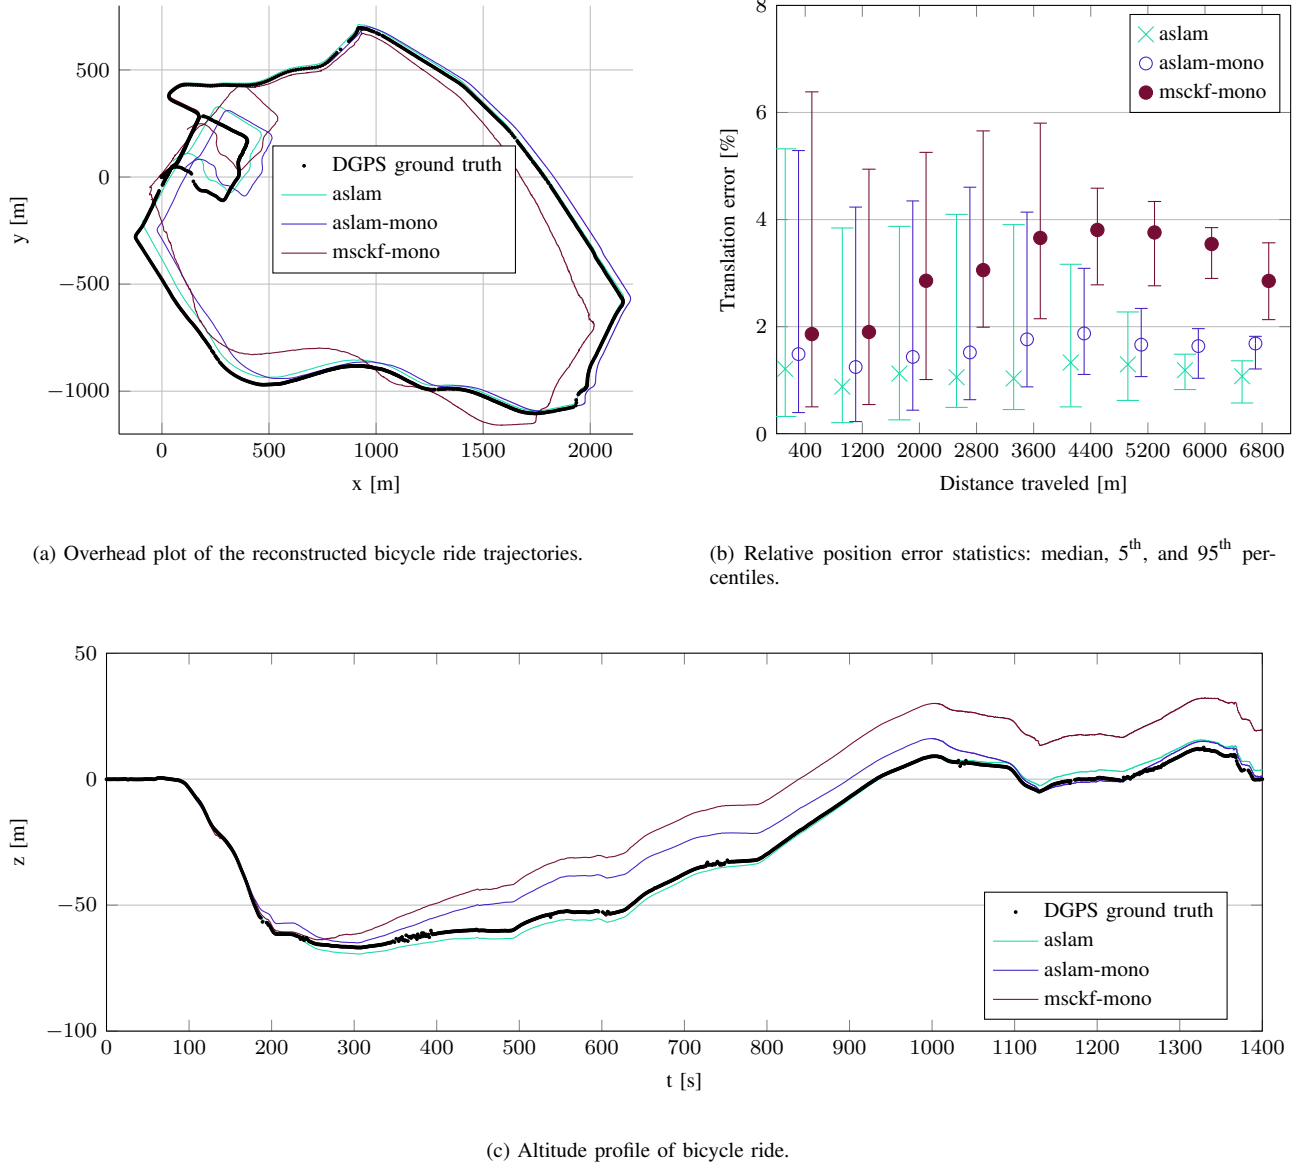 500
0
−500
−1000
y [m]
0
500
1000
1500
2000
x [m]
DGPS ground truth
aslam
aslam-mono
msckf-mono
(a) Overhead plot of the reconstructed bicycle ride trajectories.
8
6
4
2
0
Translation error [%]
400
1200
2000
2800
3600
4400
5200
6000
6800
Distance traveled [m]
aslam
aslam-mono
msckf-mono
(b) Relative position error statistics: median, 5th, and 95th per-
centiles.
50
0
−50
−100
z [m]
0
100
200
300
400
500
600
700
800
900
1000
1100
1200
1300
1400
t [s]
DGPS ground truth
aslam
aslam-mono
msckf-mono
(c) Altitude profile of bicycle ride.